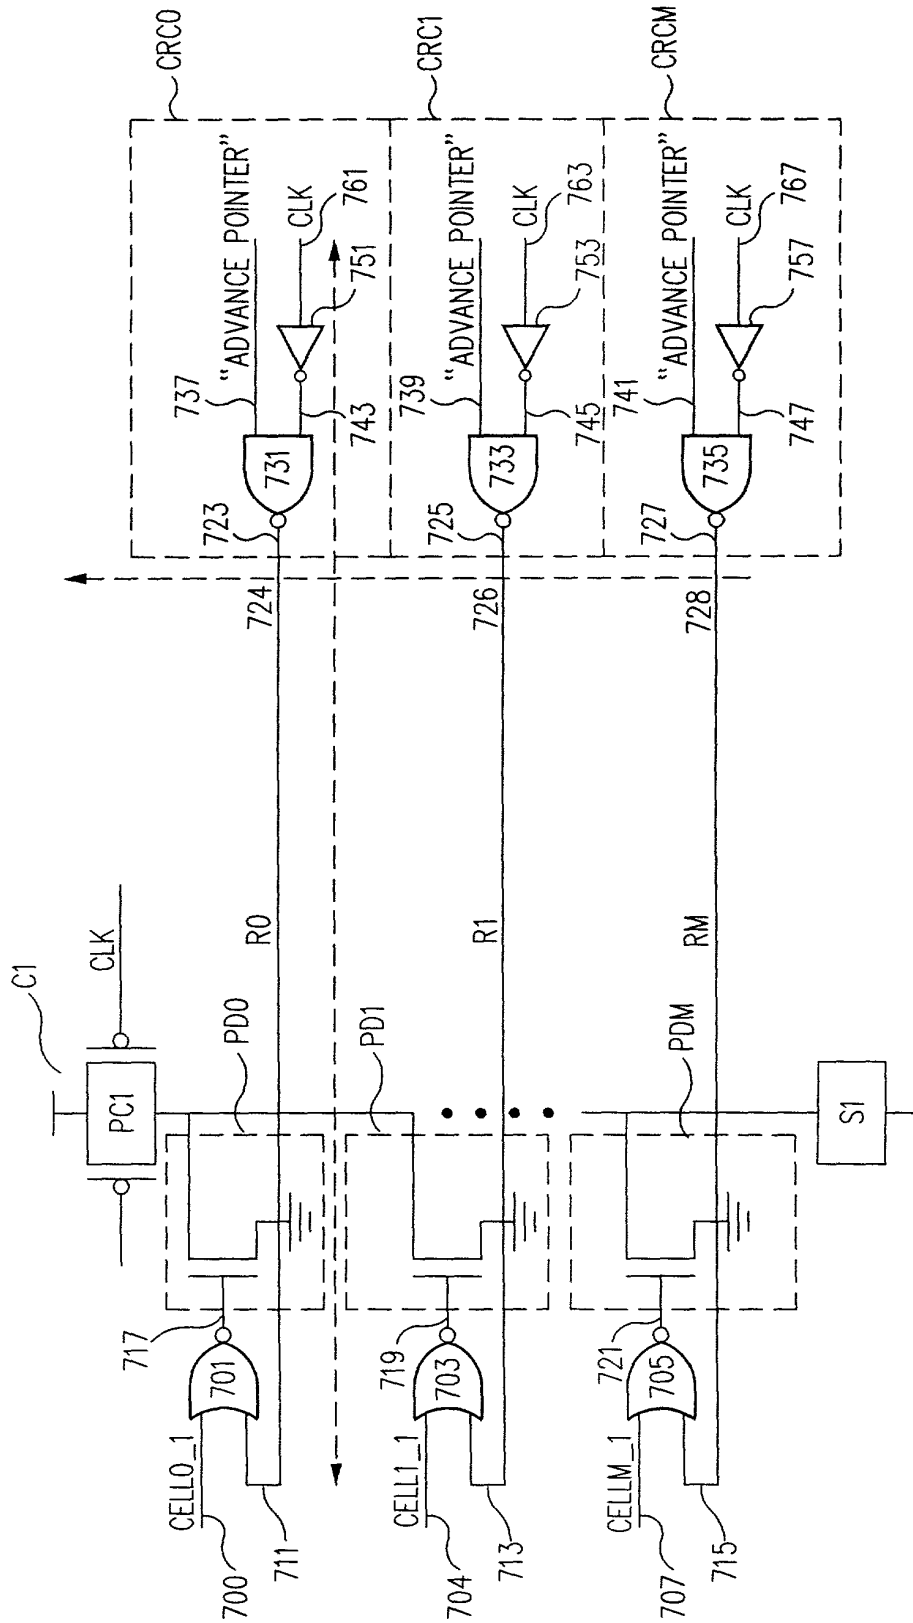 CRC0
CRC1
CRCM
"ADVANCE POINTER"
CLK
761
751
737
743
731
723
724
"ADVANCE POINTER"
CLK
763
753
739
745
733
725
726
"ADVANCE POINTER"
CLK
767
757
741
747
735
727
728
C1
CLK
PC1
R0
R1
RM
PD0
PD1
PDM
S1
717
701
CELL0_1
700
711
719
703
CELL1_1
704
713
721
705
CELLM_1
707
715